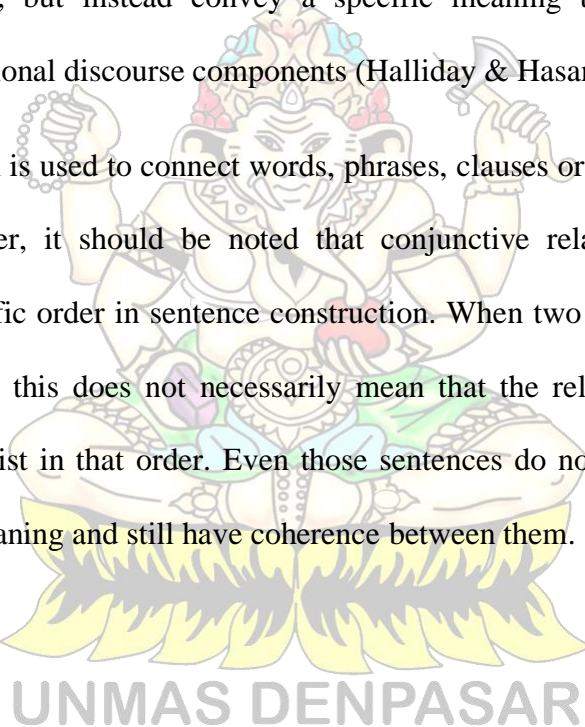 , but instead convey a specific meaning t
ional discourse components (Halliday & Hasan
is used to connect words, phrases, clauses or
er, it should be noted that conjunctive rela
fic order in sentence construction. When two
this does not necessarily mean that the rel
ist in that order. Even those sentences do no
aning and still have coherence between them.
UNMAS DENPASAR